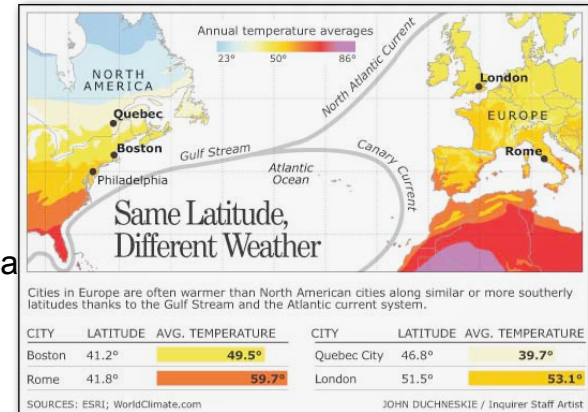 Annual temperature averages
23° 50° 86°
NORTH
AMERICA
Quebec
Boston
Philadelphia
Gulf Stream
North Atlantic Current
Atlantic
Ocean
Canary Current
London
EUROPE
Rome
Same Latitude,
Different Weather
a
Cities in Europe are often warmer than North American cities along similar or more southerly
latitudes thanks to the Gulf Stream and the Atlantic current system.
CITY LATITUDE AVG. TEMPERATURE
Boston 41.2° 49.5°
Rome 41.8° 59.7°
CITY LATITUDE AVG. TEMPERATURE
Quebec City 46.8° 39.7°
London 51.5° 53.1°
SOURCES: ESRI; WorldClimate.com
JOHN DUCHNESKIE / Inquirer Staff Artist